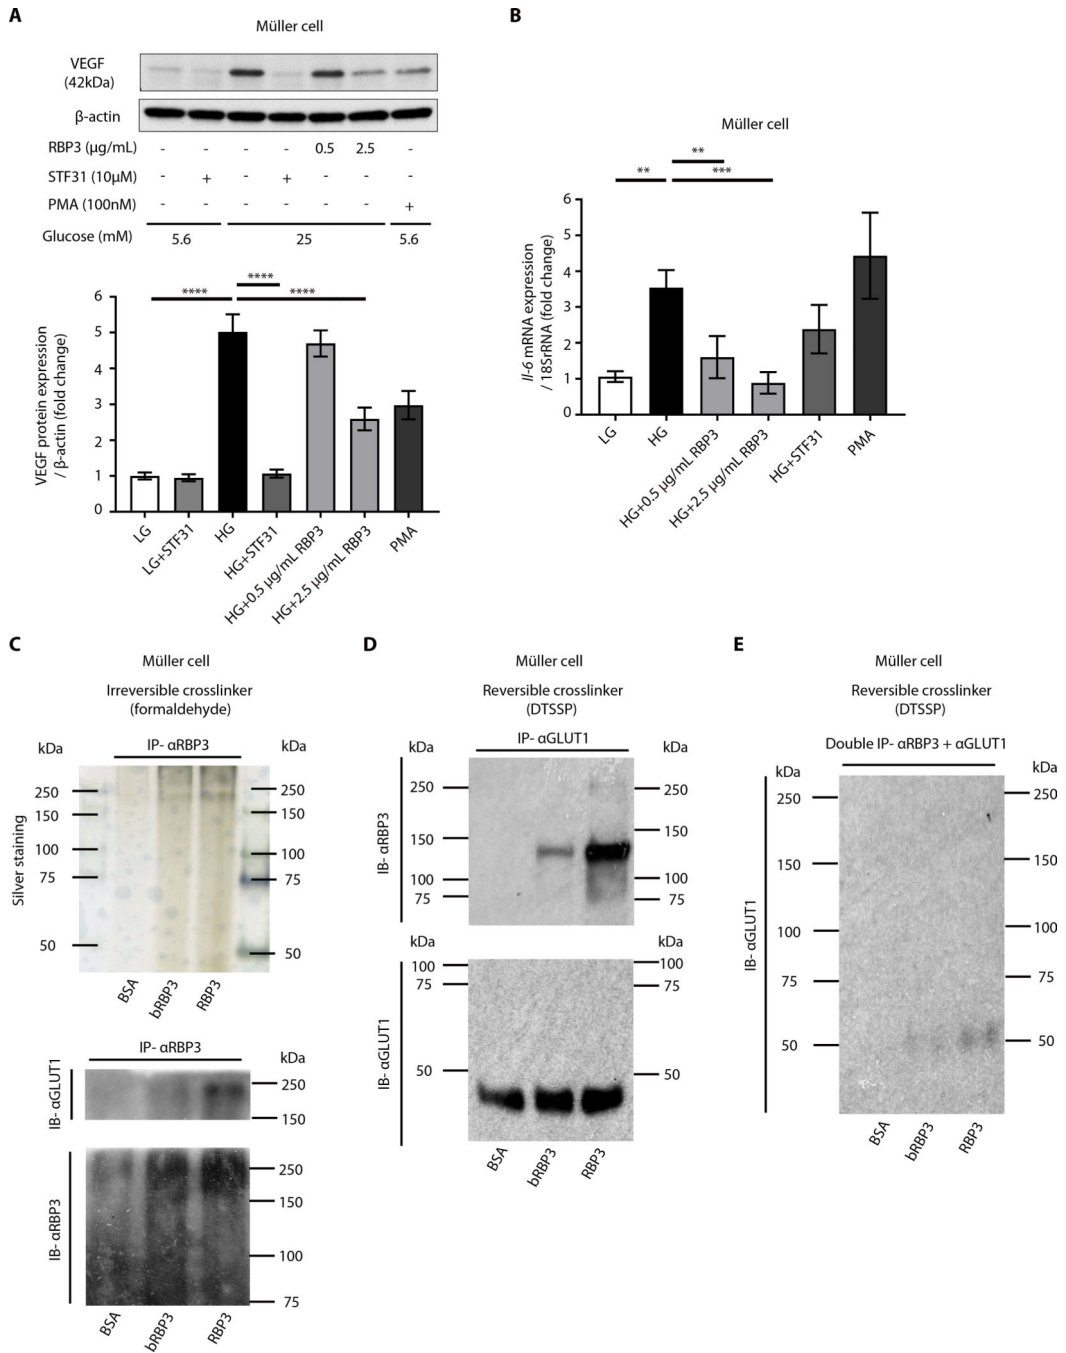 A
Müller cell
VEGF
(42kDa)
β-actin
RBP3 (μg/mL) - - - - 0.5 2.5 -
STF31 (10μM) - + - + - - -
PMA (100nM) - - - - - - +
Glucose (mM) 5.6 25 5.6
**** **** ****
VEGF protein expression
/ β-actin (fold change)
6
5
4
3
2
1
0
LG
LG+STF31
HG
HG+STF31
HG+0.5 μg/mL RBP3
HG+2.5 μg/mL RBP3
PMA
B
Müller cell
**
** ***
Il-6 mRNA expression
/ 18SrRNA (fold change)
6
5
4
3
2
1
0
LG
HG
HG+0.5 μg/mL RBP3
HG+2.5 μg/mL RBP3
HG+STF31
PMA
C
Müller cell
Irreversible crosslinker
(formaldehyde)
IP- αRBP3
kDa kDa
Silver staining
250 250
150 150
100 100
75 75
50 50
BSA bRBP3 RBP3
IP- αRBP3
kDa
IB- αGLUT1
250
150
IB- αRBP3
250
150
100
75
BSA bRBP3 RBP3
D
Müller cell
Reversible crosslinker
(DTSSP)
IP- αGLUT1
kDa kDa
IB- αRBP3
250 250
150 150
100 100
75 75
kDa kDa
IB- αGLUT1
100 100
75 75
50 50
BSA bRBP3 RBP3
E
Müller cell
Reversible crosslinker
(DTSSP)
Double IP- αRBP3 + αGLUT1
kDa kDa
IB- αGLUT1
250 250
150 150
100 100
75 75
50 50
BSA bRBP3 RBP3